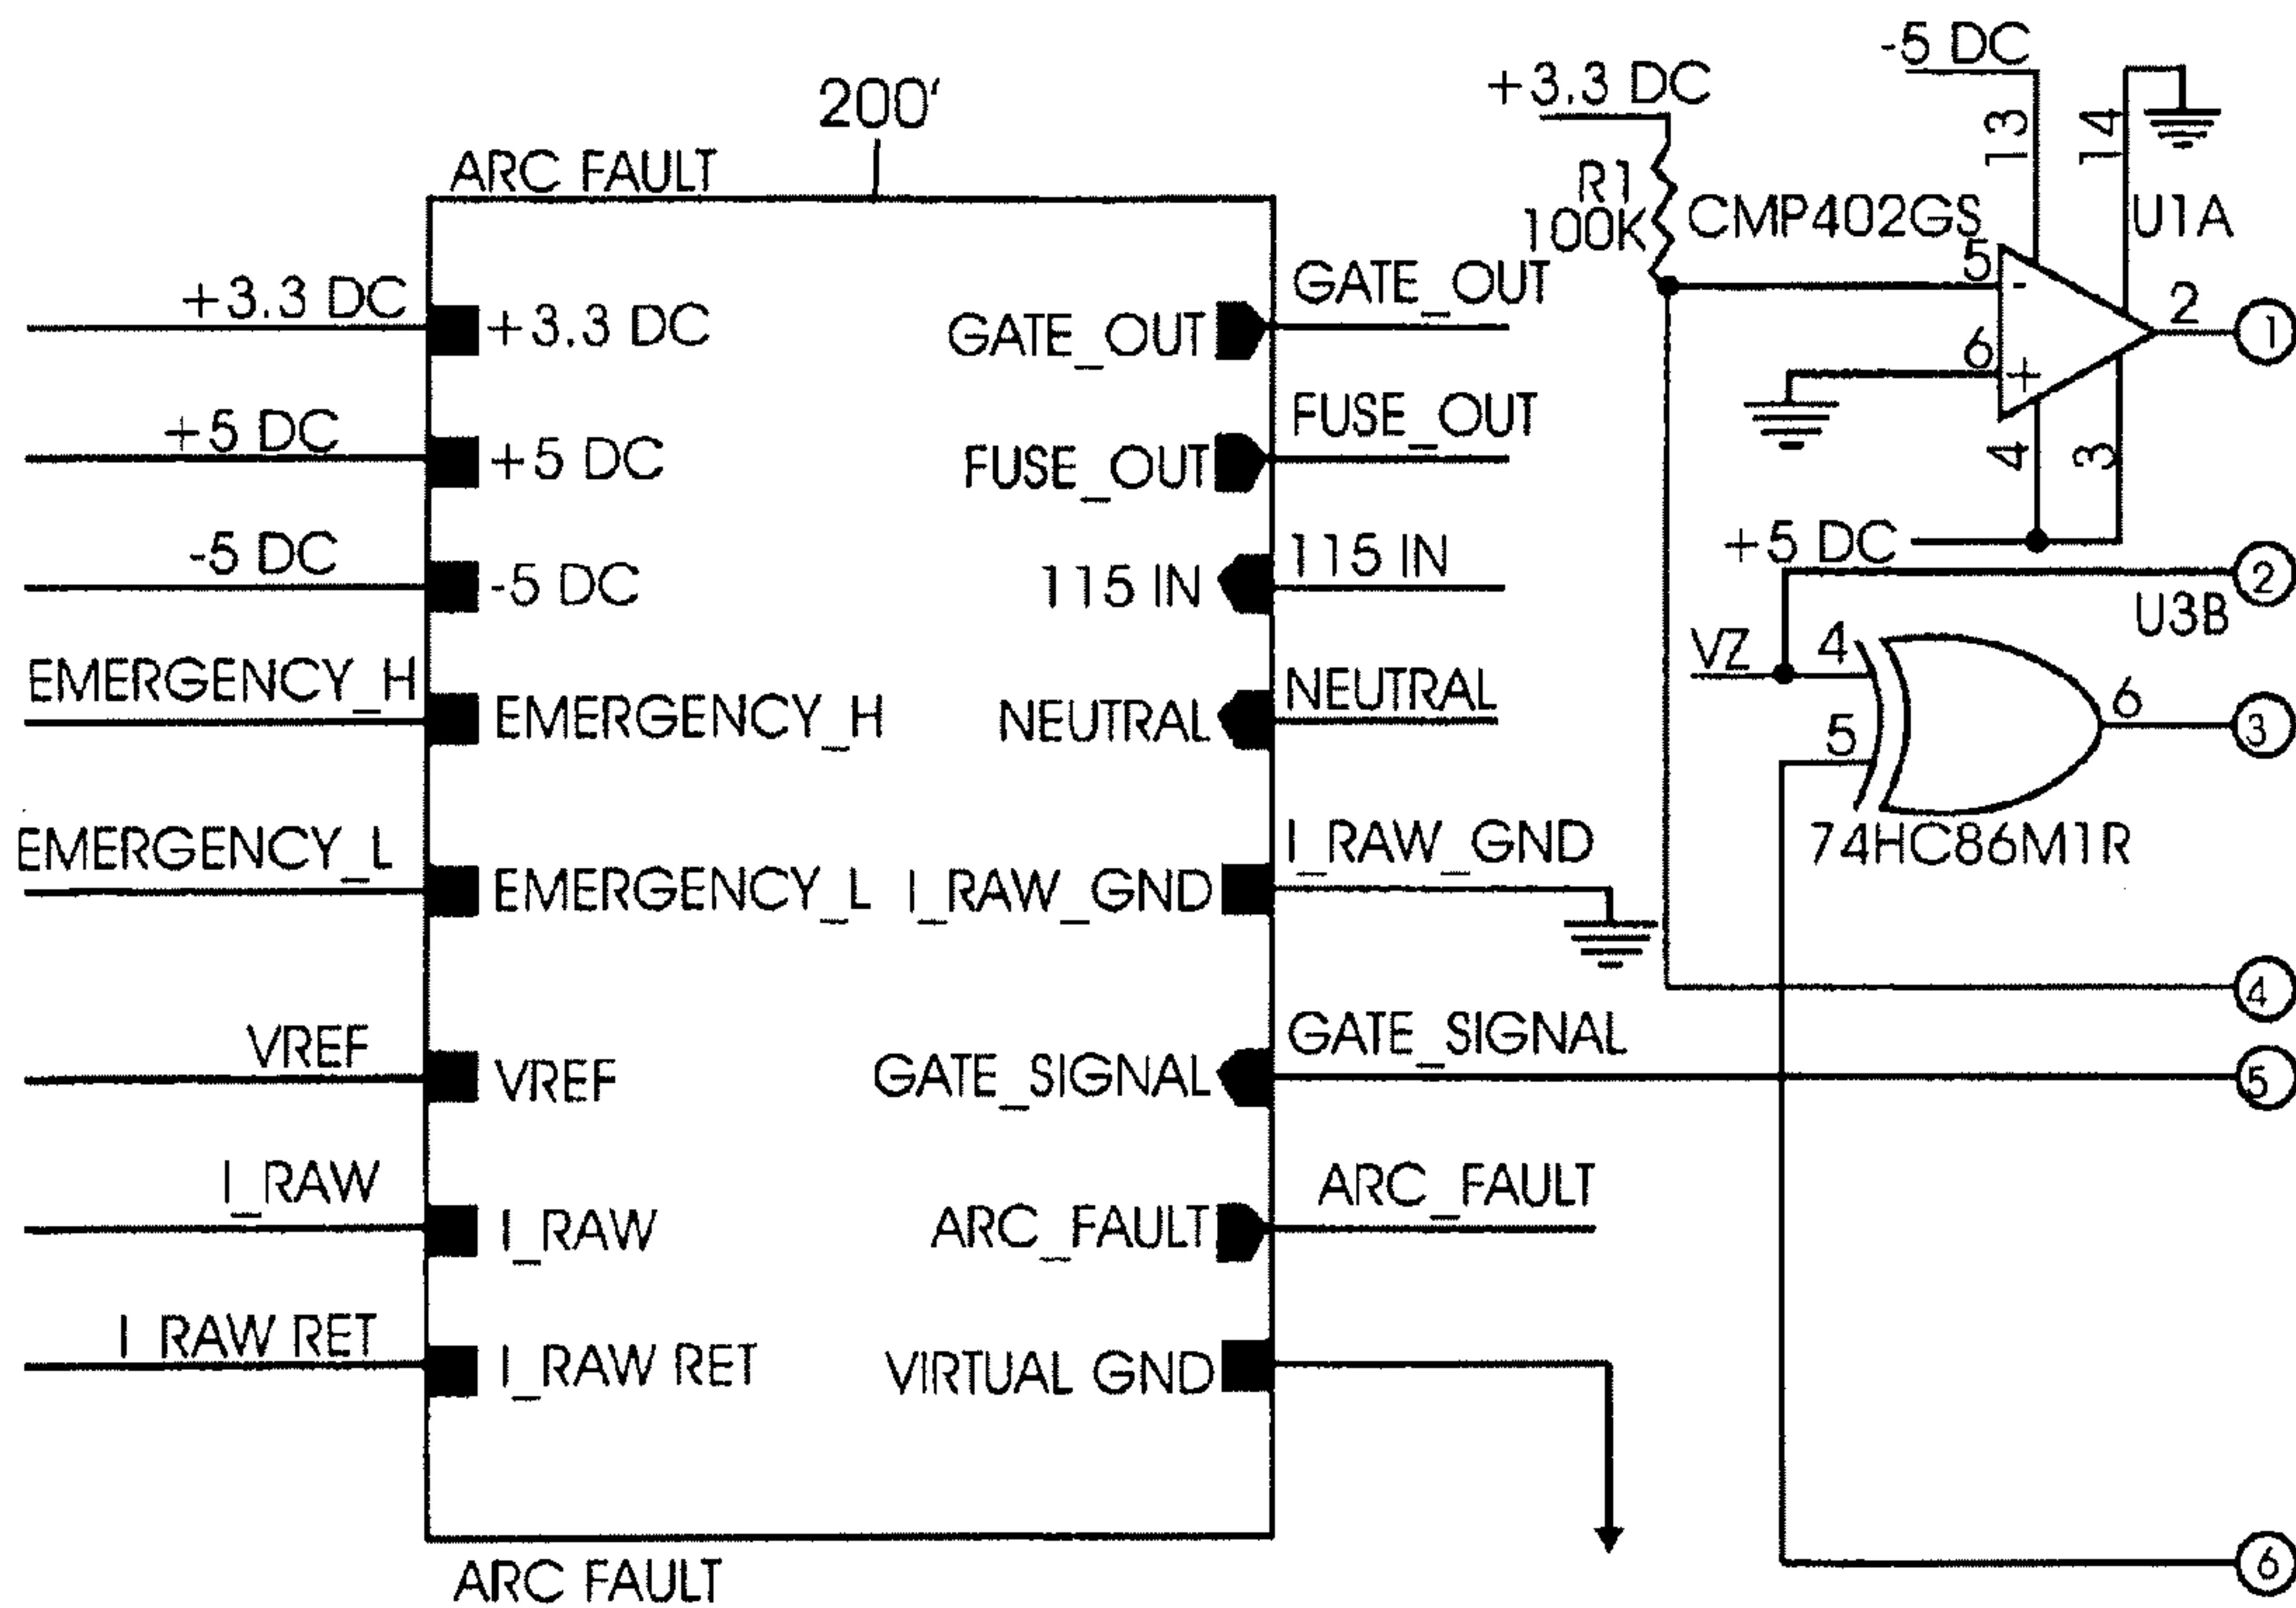 200'
ARC FAULT
+3.3 DC
+3.3 DC
+5 DC
+5 DC
-5 DC
-5 DC
EMERGENCY_H
EMERGENCY_H
EMERGENCY_L
EMERGENCY_L
VREF
VREF
I_RAW
I_RAW
I_RAW RET
I_RAW RET
GATE_OUT
GATE_OUT
FUSE_OUT
FUSE_OUT
115 IN
115 IN
NEUTRAL
NEUTRAL
I_RAW_GND
I_RAW_GND
GATE_SIGNAL
GATE_SIGNAL
ARC_FAULT
ARC_FAULT
VIRTUAL GND
ARC FAULT
+3.3 DC
R1
100K
-5 DC
13
14
CMP402GS
U1A
5
-
6
+
2
1
4
3
+5 DC
2
U3B
VZ
4
5
6
3
74HC86M1R
4
5
6